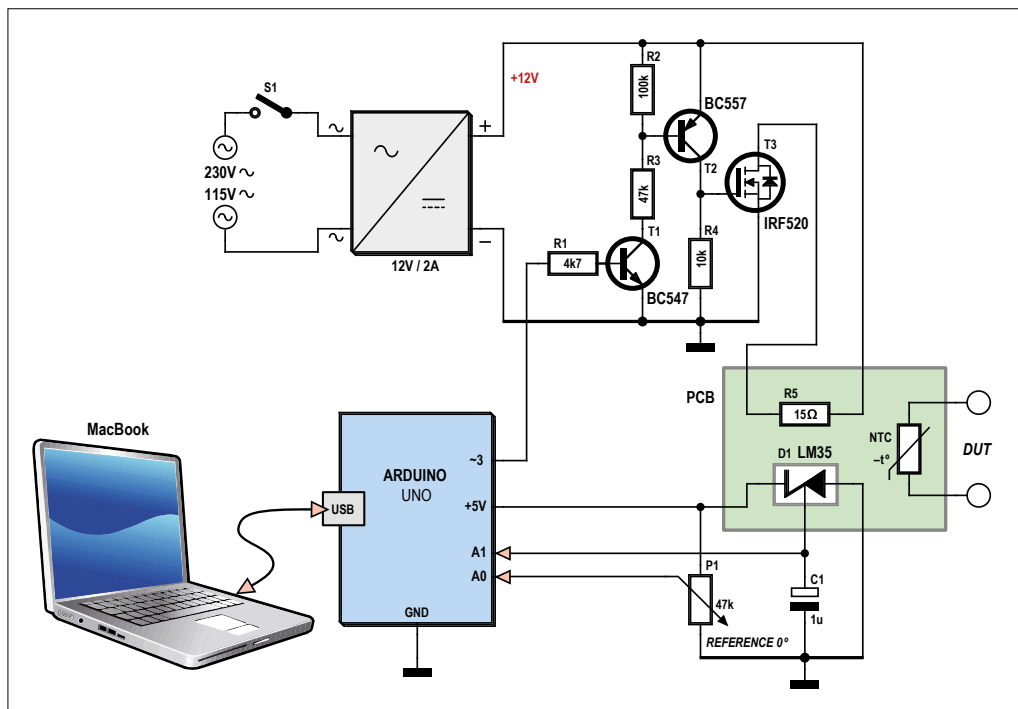 S1
230V ~
115V ~
12V / 2A
+
−
+12V
R2
100k
BC557
T2
R3
47k
T1
R1
4k7
BC547
R4
10k
T3
IRF520
PCB
R5
15Ω
D1 LM35
NTC
–t°
DUT
MacBook
USB
ARDUINO
UNO
~3
+5V
A1
A0
GND
P1
47k
REFERENCE 0°
C1
1u